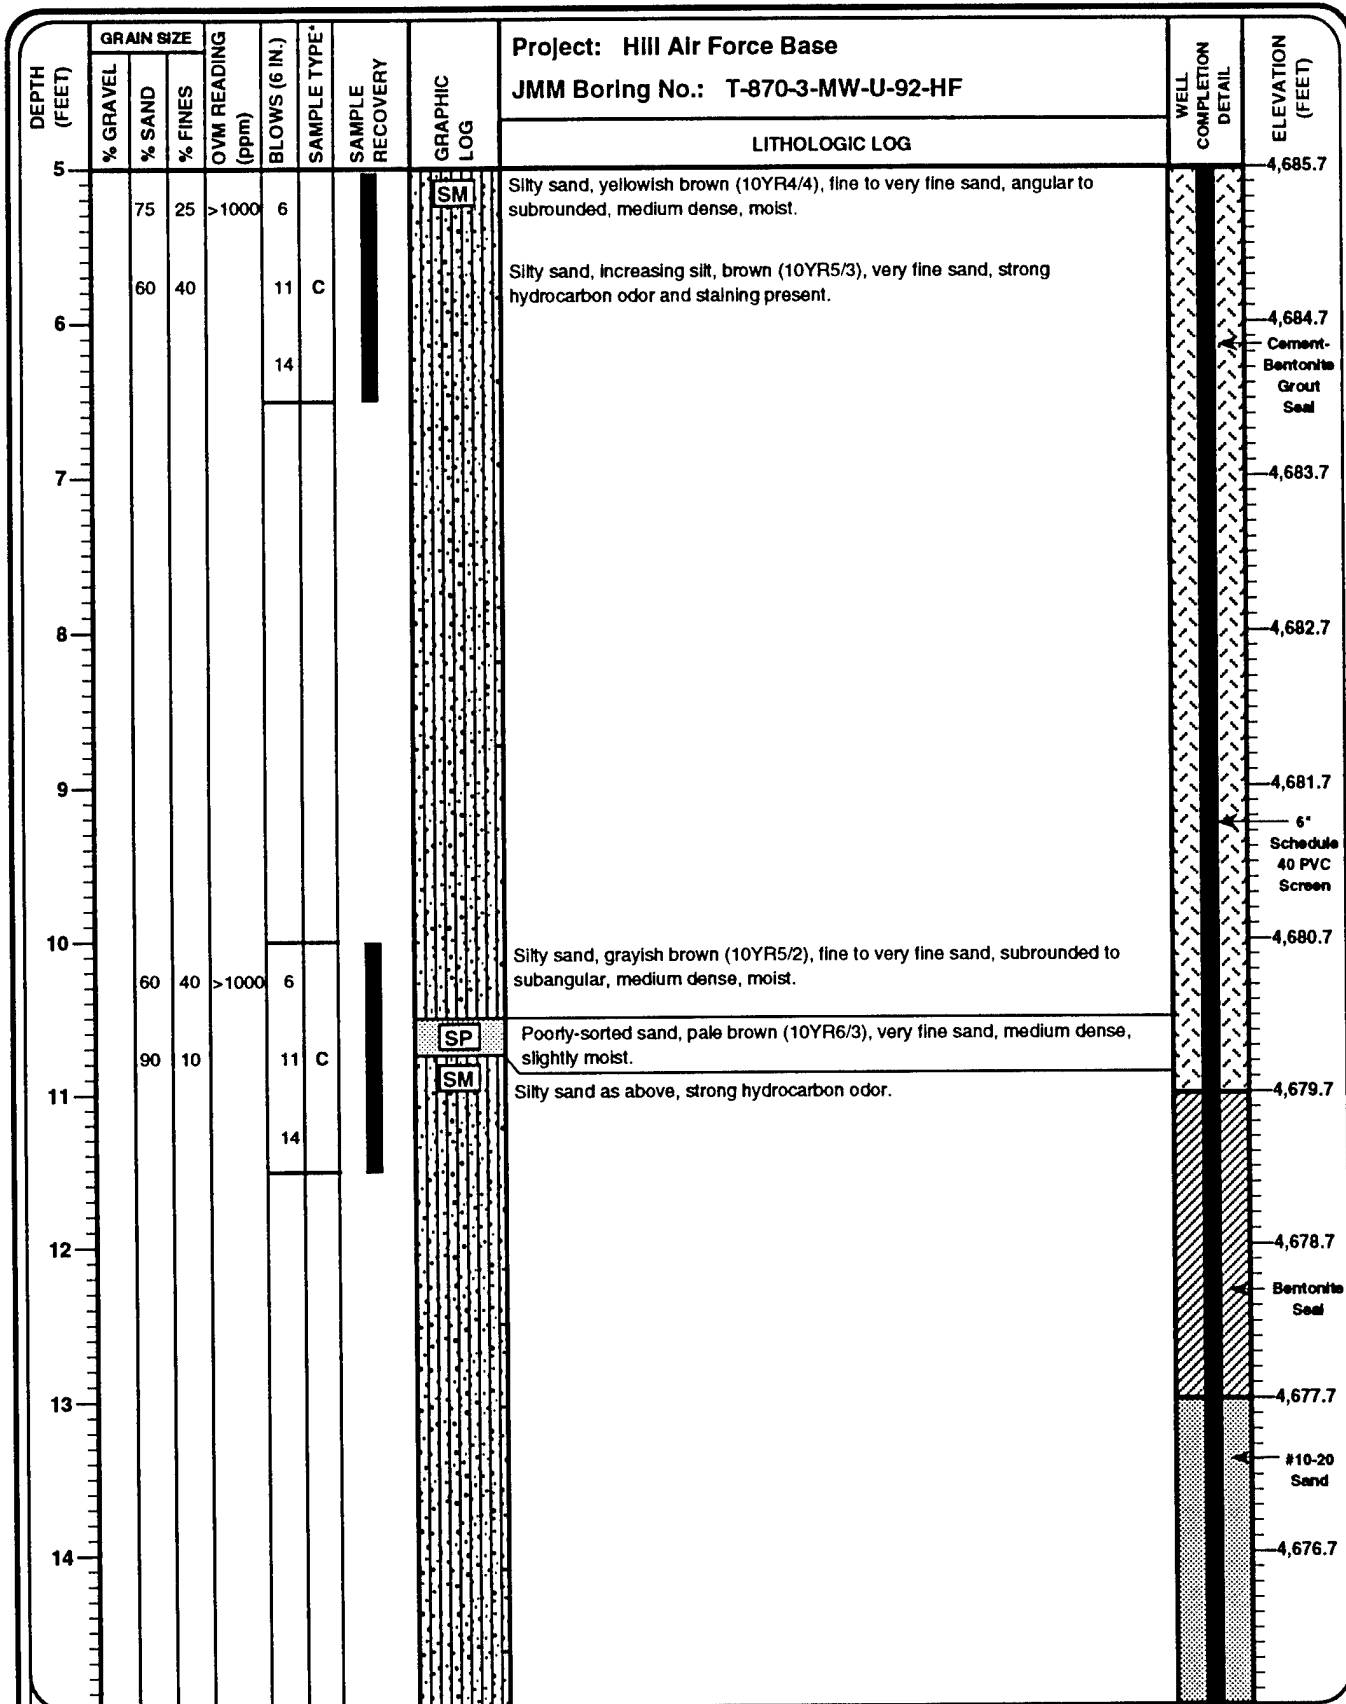 GRAIN SIZE
DEPTH
(FEET)
% GRAVEL
% SAND
% FINES
OVM READING
(ppm)
BLOWS (6 IN.)
SAMPLE TYPE*
SAMPLE
RECOVERY
GRAPHIC
LOG
Project: Hill Air Force Base
JMM Boring No.: T-870-3-MW-U-92-HF
LITHOLOGIC LOG
WELL
COMPLETION
DETAIL
ELEVATION
(FEET)
5
4,685.7
SM
Silty sand, yellowish brown (10YR4/4), fine to very fine sand, angular to
subrounded, medium dense, moist.
75 25 >1000 6
Silty sand, increasing silt, brown (10YR5/3), very fine sand, strong
hydrocarbon odor and staining present.
60 40 11 C
6
4,684.7
Cement-
Bentonite
Grout
Seal
14
7
4,683.7
8
4,682.7
9
4,681.7
6"
Schedule
40 PVC
Screen
10
4,680.7
Silty sand, grayish brown (10YR5/2), fine to very fine sand, subrounded to
subangular, medium dense, moist.
60 40 >1000 6
SP
Poorly-sorted sand, pale brown (10YR6/3), very fine sand, medium dense,
slightly moist.
90 10 11 C
SM
Silty sand as above, strong hydrocarbon odor.
11
4,679.7
14
12
4,678.7
Bentonite
Seal
13
4,677.7
#10-20
Sand
14
4,676.7